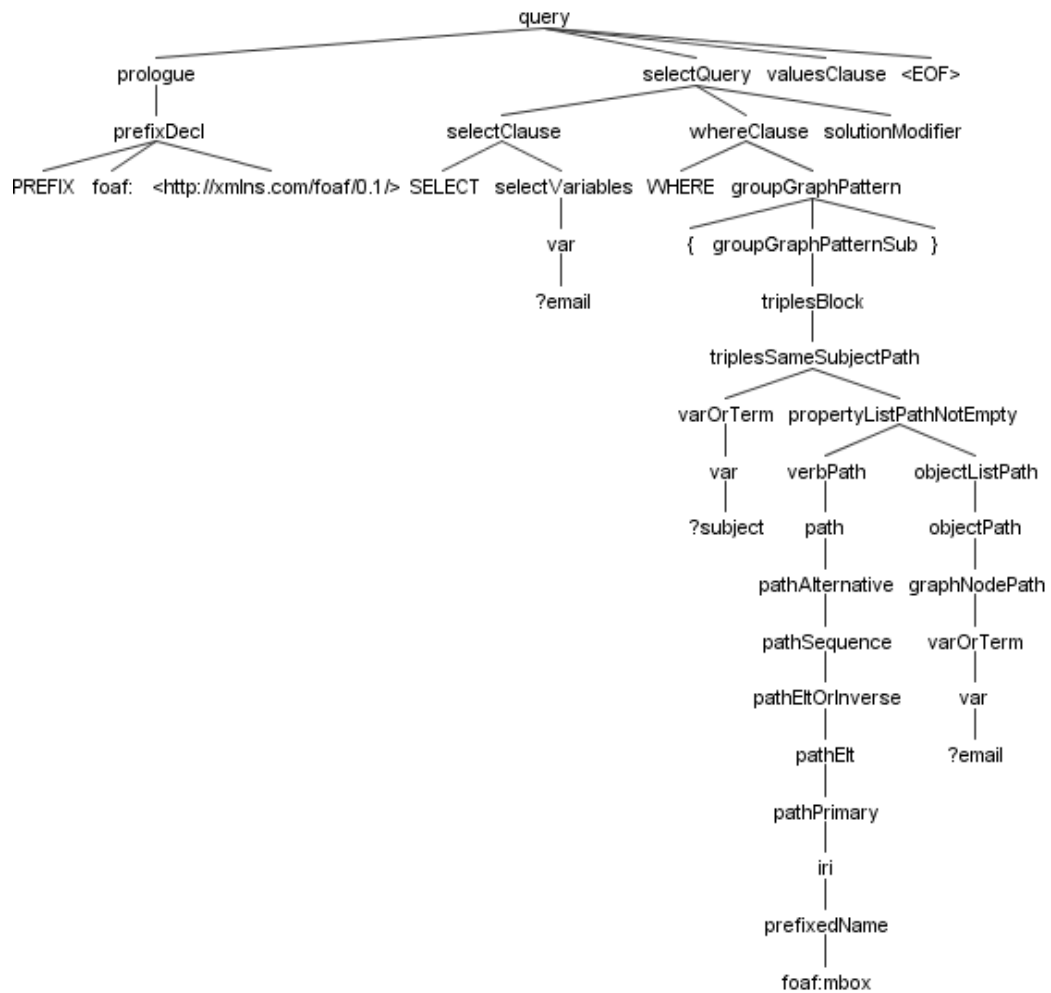 query
prologue selectQuery valuesClause <EOF>
prefixDecl selectClause whereClause solutionModifier
PREFIX foaf: <http://xmlns.com/foaf/0.1/> SELECT selectVariables WHERE groupGraphPattern
var { groupGraphPatternSub }
?email triplesBlock
triplesSameSubjectPath
varOrTerm propertyListPathNotEmpty
var verbPath objectListPath
?subject path objectPath
pathAlternative graphNodePath
pathSequence varOrTerm
pathEltOrInverse var
pathElt ?email
pathPrimary
iri
prefixedName
foaf:mbox